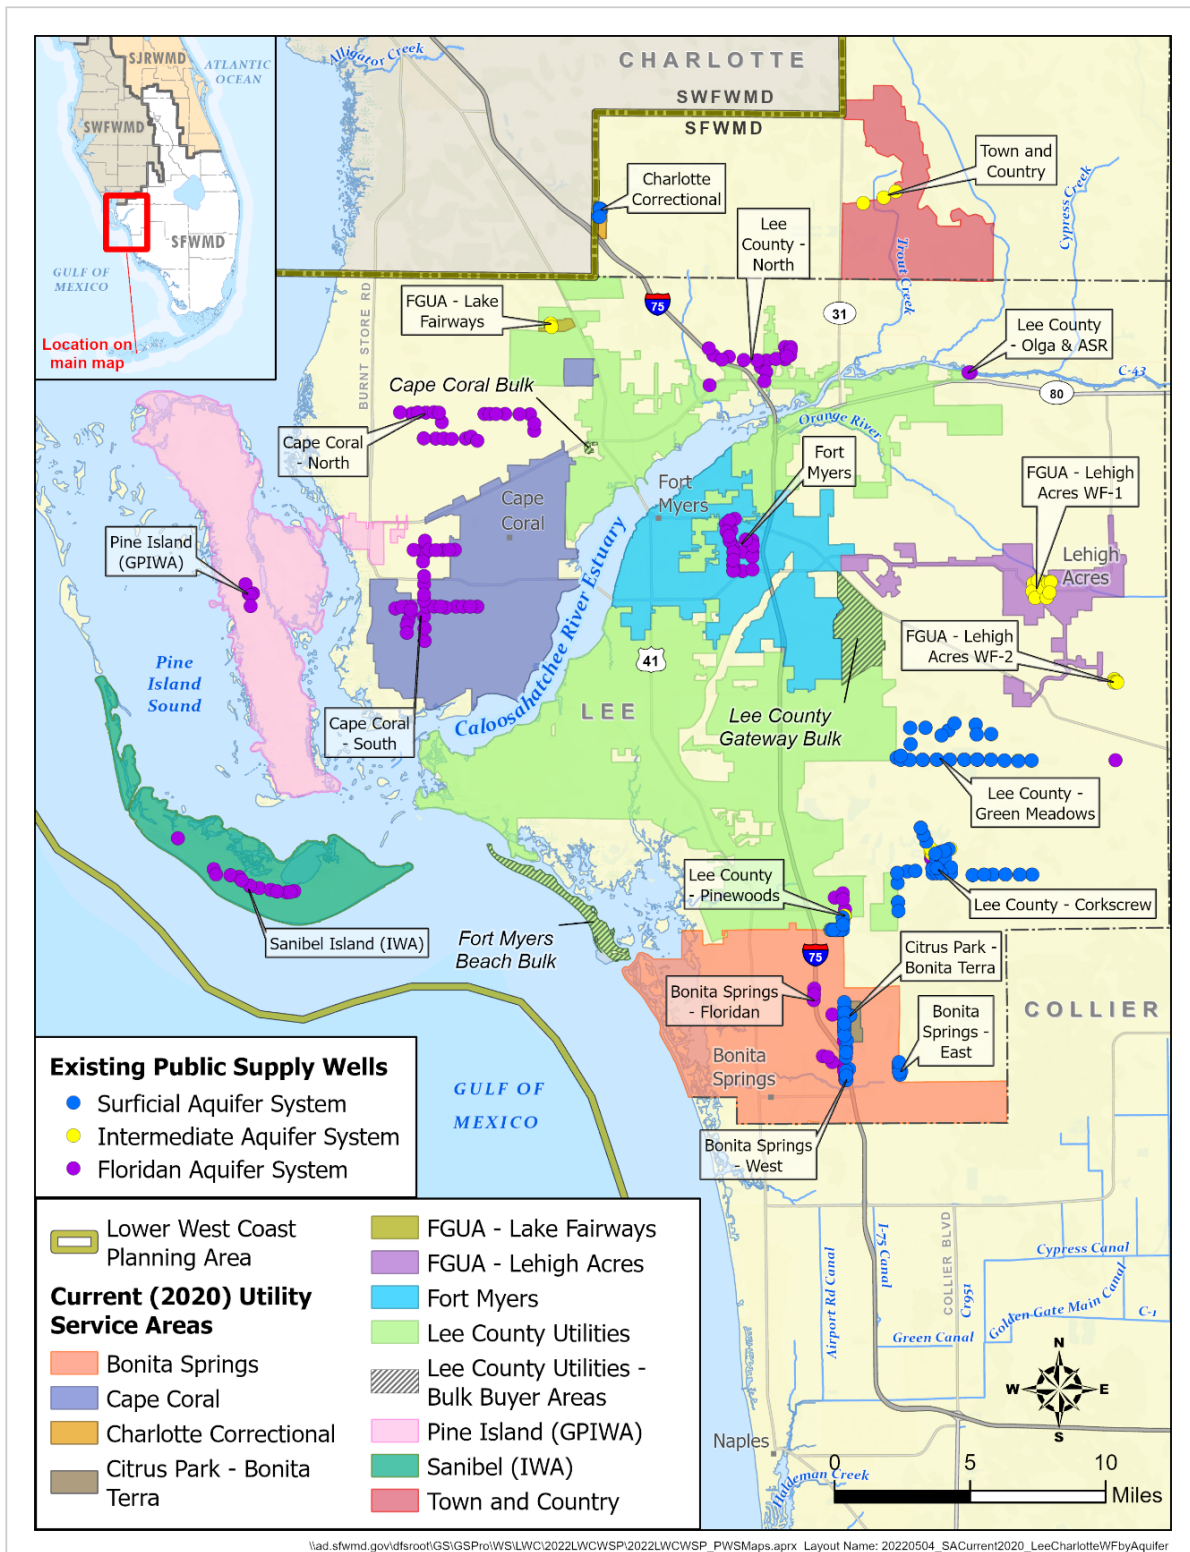 SJRWMD
ATLANTIC
OCEAN
SWFWMD
SFWMD
GULF OF
MEXICO
Location on
main map
Alligator Creek
CHARLOTTE
SWFWMD
SFWMD
Town and
Country
Charlotte
Correctional
Lee
County -
North
Cypress Creek
Trout Creek
BURNT STORE RD
FGUA - Lake
Fairways
75
31
Lee County
- Olga & ASR
C-43
80
Cape Coral Bulk
Cape Coral
- North
Orange River
Fort
Myers
Fort
Myers
FGUA - Lehigh
Acres WF-1
Cape
Coral
Lehigh
Acres
Pine Island
(GPIWA)
Caloosahatchee River Estuary
FGUA - Lehigh
Acres WF-2
41
Pine
Island
Sound
LEE
Lee County
Gateway Bulk
Cape Coral
- South
Lee County -
Green Meadows
Lee County
- Pinewoods
Lee County - Corkscrew
Sanibel Island (IWA)
Fort Myers
Beach Bulk
75
Citrus Park -
Bonita Terra
Bonita Springs
- Floridan
COLLIER
Bonita
Springs -
East
Bonita
Springs
Bonita Springs
- West
GULF OF
MEXICO
Existing Public Supply Wells
Surficial Aquifer System
Intermediate Aquifer System
Floridan Aquifer System
Lower West Coast
Planning Area
Current (2020) Utility
Service Areas
Bonita Springs
Cape Coral
Charlotte Correctional
Citrus Park - Bonita
Terra
FGUA - Lake Fairways
FGUA - Lehigh Acres
Fort Myers
Lee County Utilities
Lee County Utilities -
Bulk Buyer Areas
Pine Island (GPIWA)
Sanibel (IWA)
Town and Country
Airport Rd Canal
I-75 Canal
COLLIER BLVD
Cr951
Cypress Canal
Golden Gate Main Canal
C-1
Green Canal
N
W
E
S
Naples
Haldeman Creek
0
5
10
Miles
\\ad.sfwmd.gov\dfsroot\GS\GSPro\WS\LWC\2022LWCWSP\2022LWCWSP_PWSMaps.aprx Layout Name: 20220504_SACurrent2020_LeeCharlotteWFbyAquifer